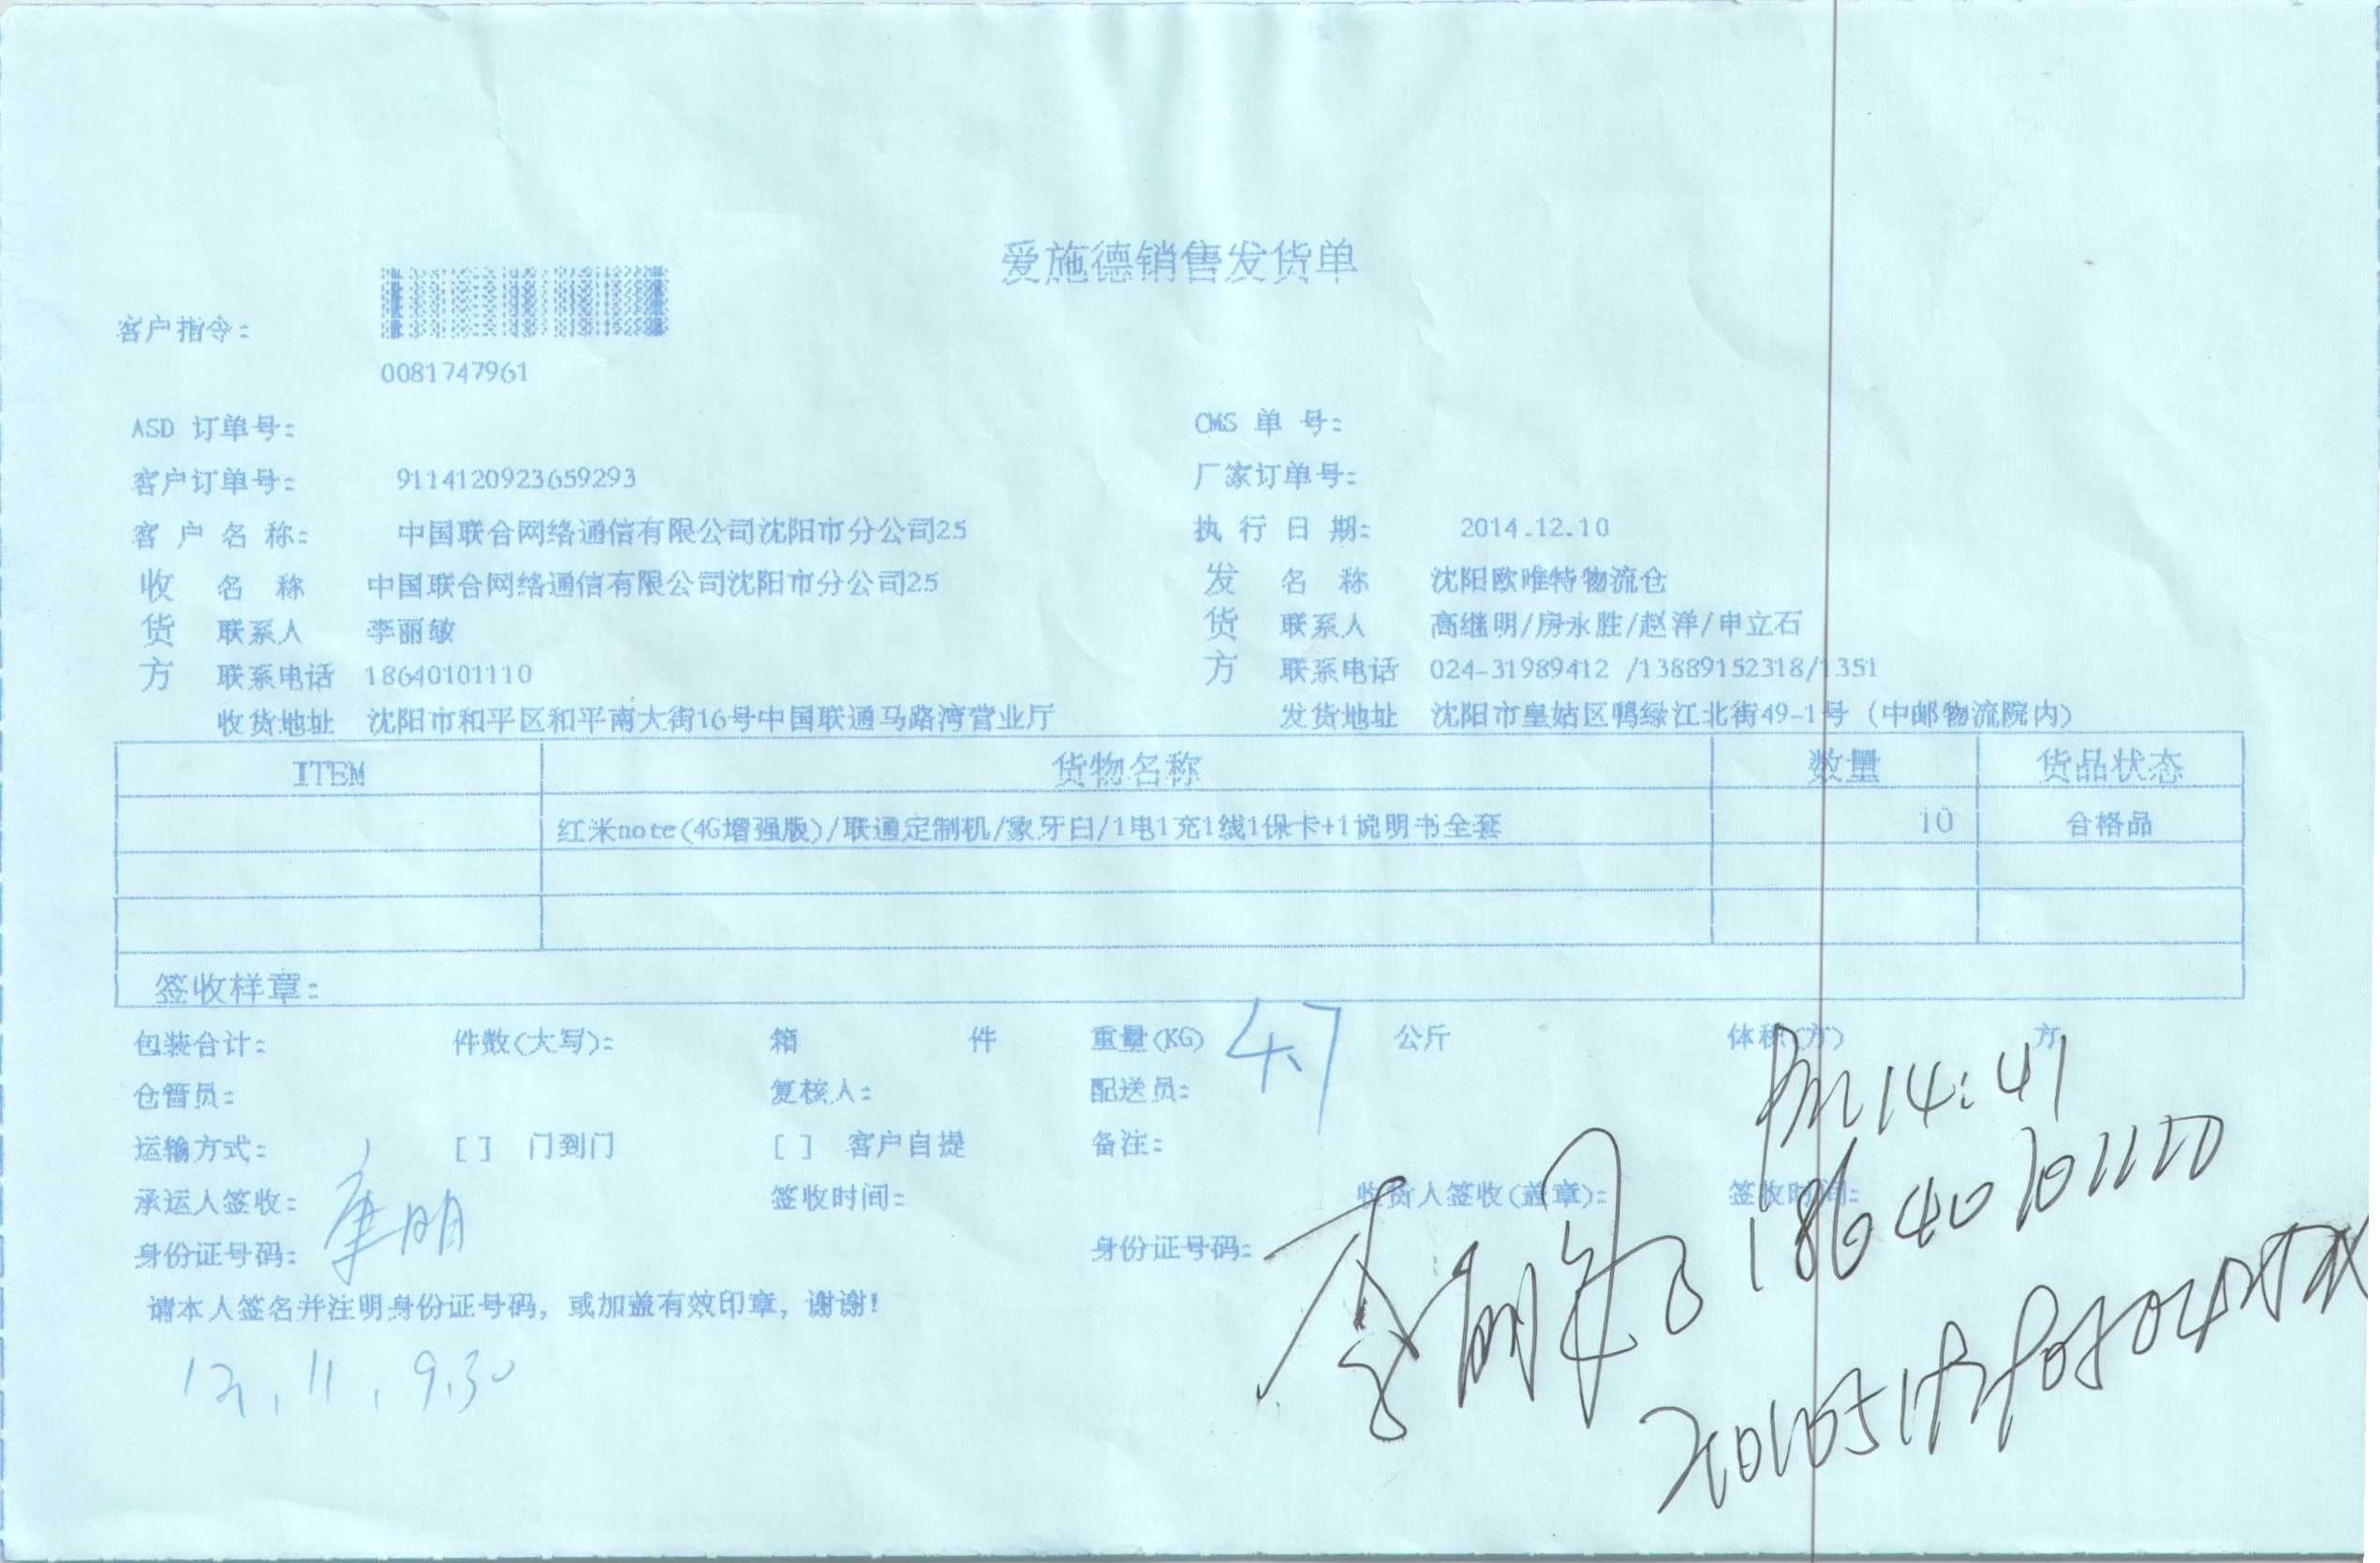 爱施德销售发货单
客户指令：
0081747961
ASD 订单号： CMS 单 号：
客户订单号： 9114120923659293 厂家订单号：
客 户 名 称： 中国联合网络通信有限公司沈阳市分公司25 执 行 日 期： 2014.12.10
收 名 称 中国联合网络通信有限公司沈阳市分公司25 发 名 称 沈阳欧唯特物流仓
货 联系人 李丽敏 货 联系人 高继明/房永胜/赵洋/申立石
方 联系电话 18640101110 方 联系电话 024-31989412 /13889152318/1351
收货地址 沈阳市和平区和平南大街16号中国联通马路湾营业厅 发货地址 沈阳市皇姑区鸭绿江北街49-1号（中邮物流院内）
ITEM 货物名称 数量 货品状态
红米note(4G增强版)/联通定制机/象牙白/1电1充1线1保卡+1说明书全套 10 合格品
签收样章：
包装合计： 件数(大写)： 箱 件 重量(KG) 4.7 公斤 体积(方) 方
仓管员： 复核人： 配送员：
14:41
运输方式： [ ] 门到门 [ ] 客户自提 备注：
承运人签收： 签收时间： 收货人签收(盖章)： 签收时间：
18640101110
身份证号码： 身份证号码： 李丽敏
请本人签名并注明身份证号码，或加盖有效印章，谢谢！
12.11.9.30